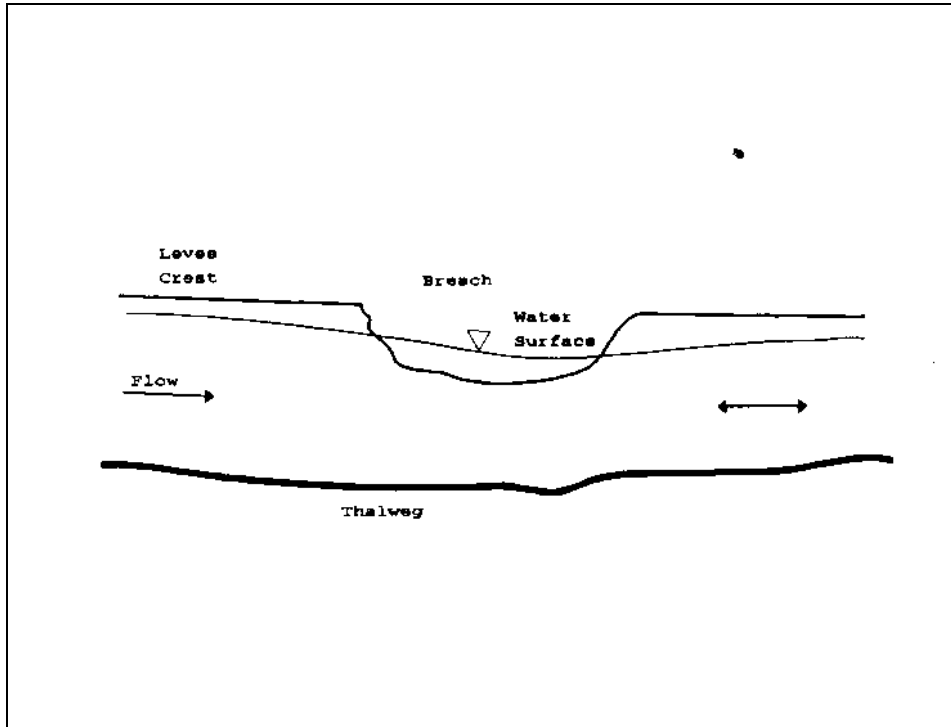 Levee
Crest
Breach
Water
Surface
Flow
Thalweg